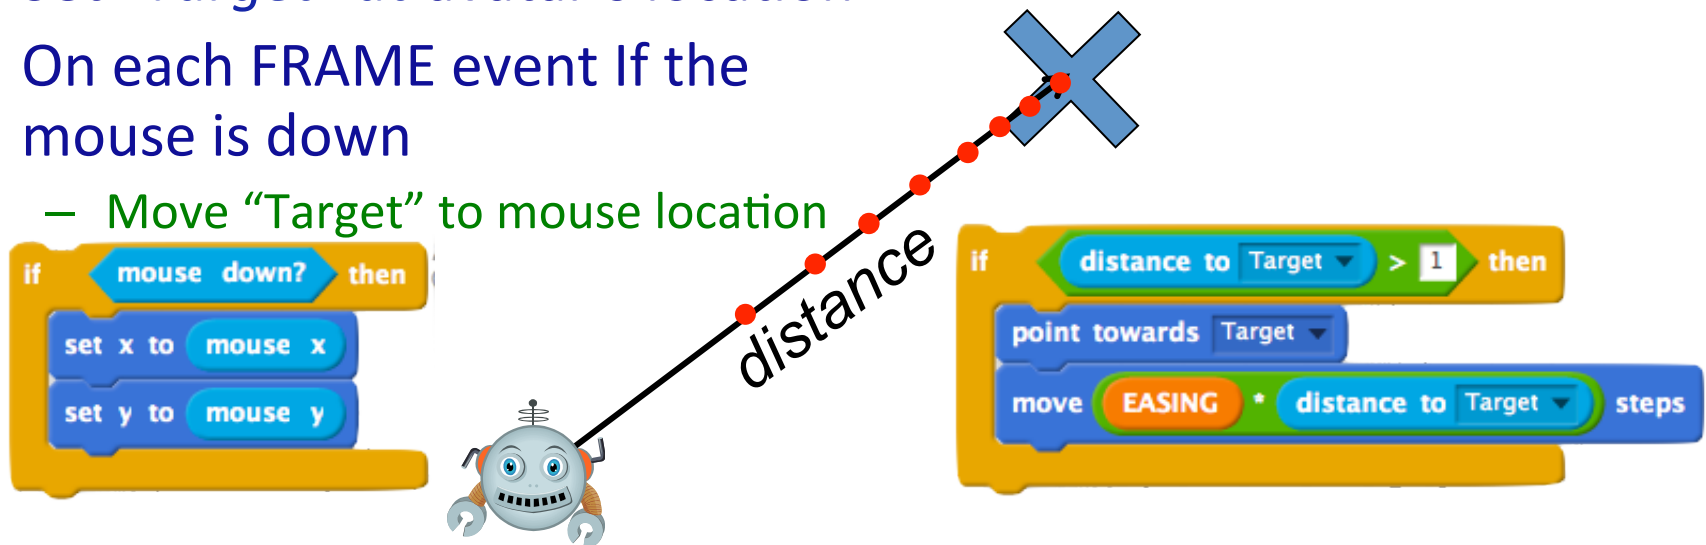 On each FRAME event If the
mouse is down
– Move “Target” to mouse location
if mouse down? then
set x to mouse x
set y to mouse y
distance
if distance to Target > 1 then
point towards Target
move EASING * distance to Target steps